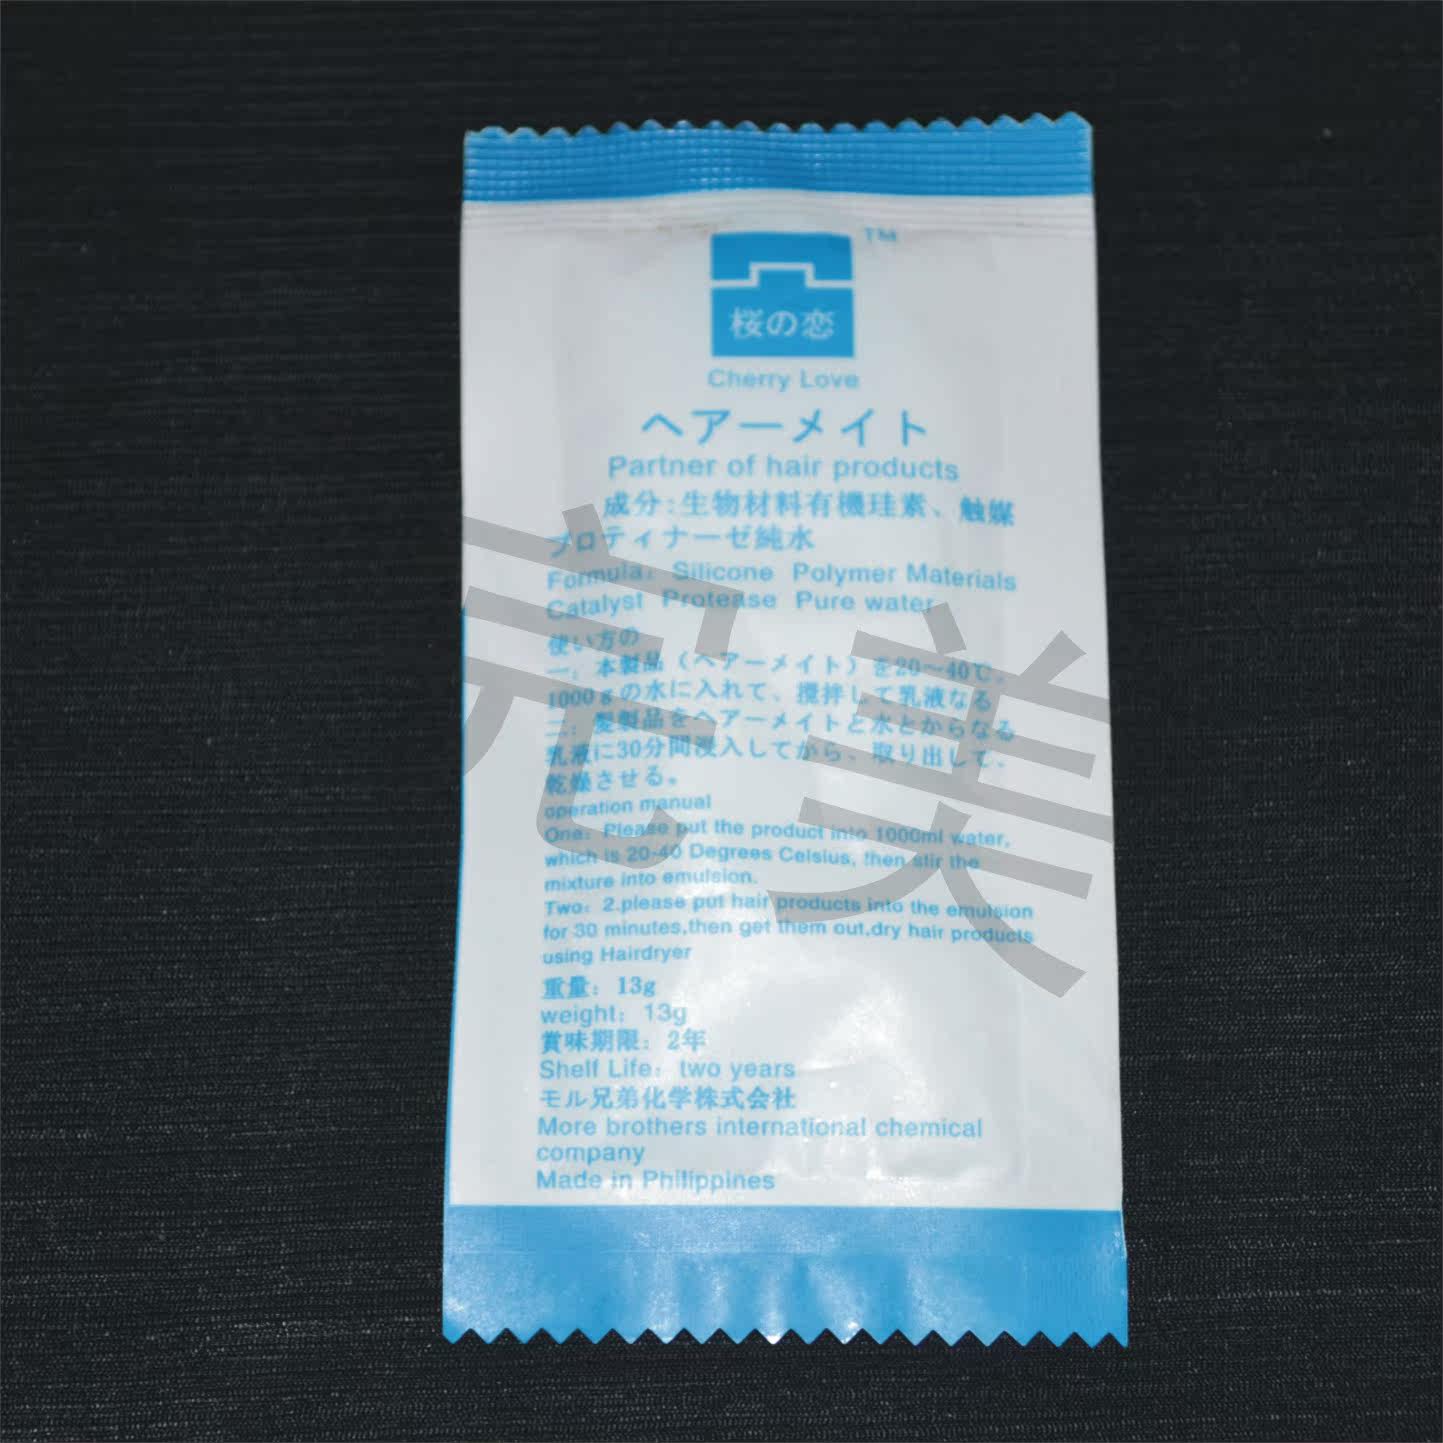 TM
桜の恋
Cherry Love
ヘアーメイト
Partner of hair products
成分:生物材料有機珪素、触媒
プロティナーゼ純水
Formula: Silicone Polymer Materials
Catalyst Protease Pure water
使い方の
一: 本製品(ヘアーメイト)を20~40℃、
1000gの水に入れて、攪拌して乳液なる
二: 髪製品をヘアーメイトと水とからなる
乳液に30分間浸入してから、取り出して、
乾燥させる。
operation manual
One: Please put the product into 1000ml water,
which is 20-40 Degrees Celsius, then stir the
mixture into emulsion.
Two: 2.please put hair products into the emulsion
for 30 minutes,then get them out,dry hair products
using Hairdryer
重量: 13g
weight: 13g
賞味期限: 2年
Shelf Life: two years
モル兄弟化学株式会社
More brothers international chemical
company
Made in Philippines
完美